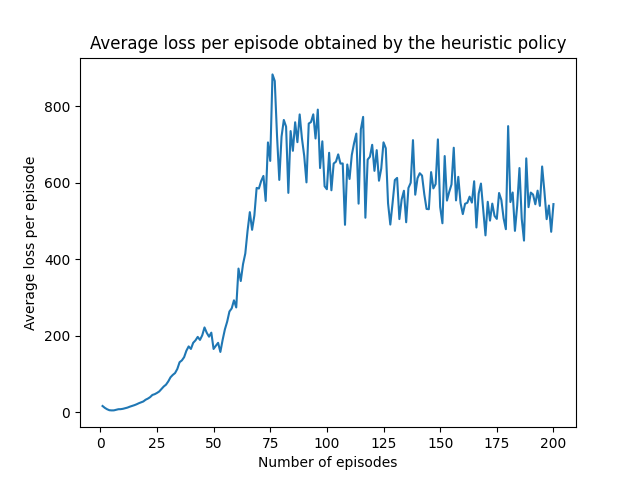 Average loss per episode obtained by the heuristic policy
800
600
400
200
0
Average loss per episode
0 25 50 75 100 125 150 175 200
Number of episodes